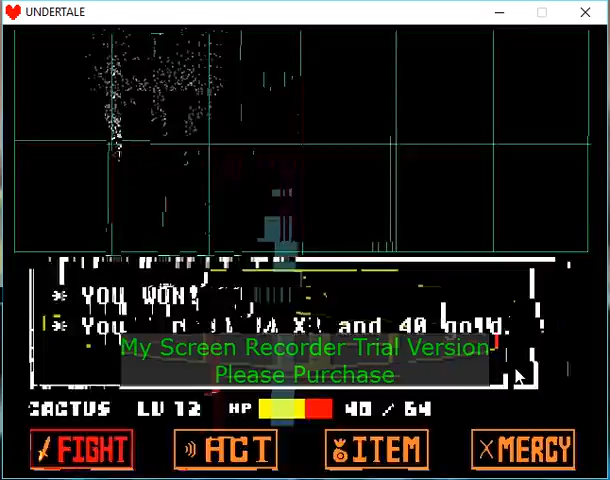 UNDERTALE
* YOU WON!
* You and 40 gold.
My Screen Recorder Trial Version
Please Purchase
CACTUS LV 12 HP 40 / 64
FIGHT ACT ITEM MERCY